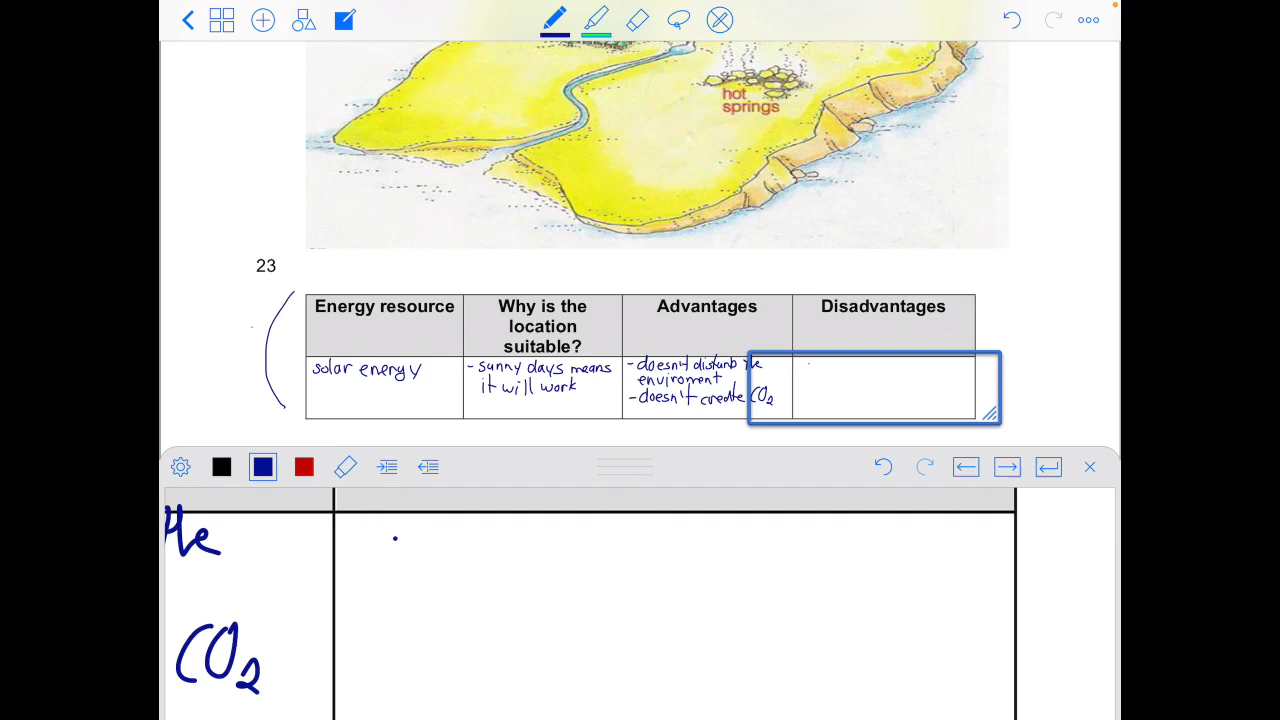 hot
springs
23
Energy resource
Why is the
location
suitable?
Advantages
Disadvantages
solar energy
- sunny days means
it will work
- doesn't disturb the
enviroment
- doesn't create CO2
the
CO2